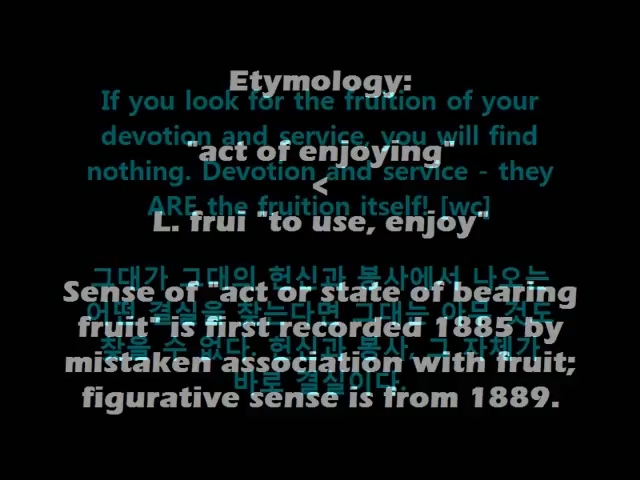 Etymology:
"act of enjoying"
<
L. frui "to use, enjoy"
Sense of "act or state of bearing
fruit" is first recorded 1885 by
mistaken association with fruit;
figurative sense is from 1889.
If you look for the fruition of your
devotion and service, you will find
nothing. Devotion and service - they
ARE the fruition itself! [wc]
그대가 그대의 헌신과 봉사에서 나오는
어떤 결실을 찾는다면 그대는 아무 것도
찾을 수 없다. 헌신과 봉사, 그 자체가
바로 결실이다.